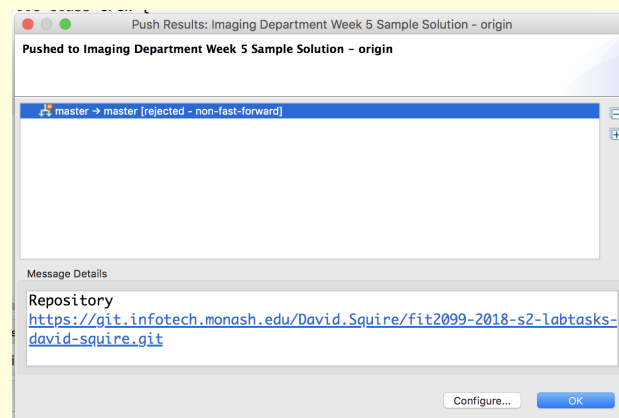 Push Results: Imaging Department Week 5 Sample Solution - origin
Pushed to Imaging Department Week 5 Sample Solution - origin
master → master [rejected - non-fast-forward]
Message Details
Repository
https://git.infotech.monash.edu/David.Squire/fit2099-2018-s2-labtasks-
david-squire.git
Configure...
OK